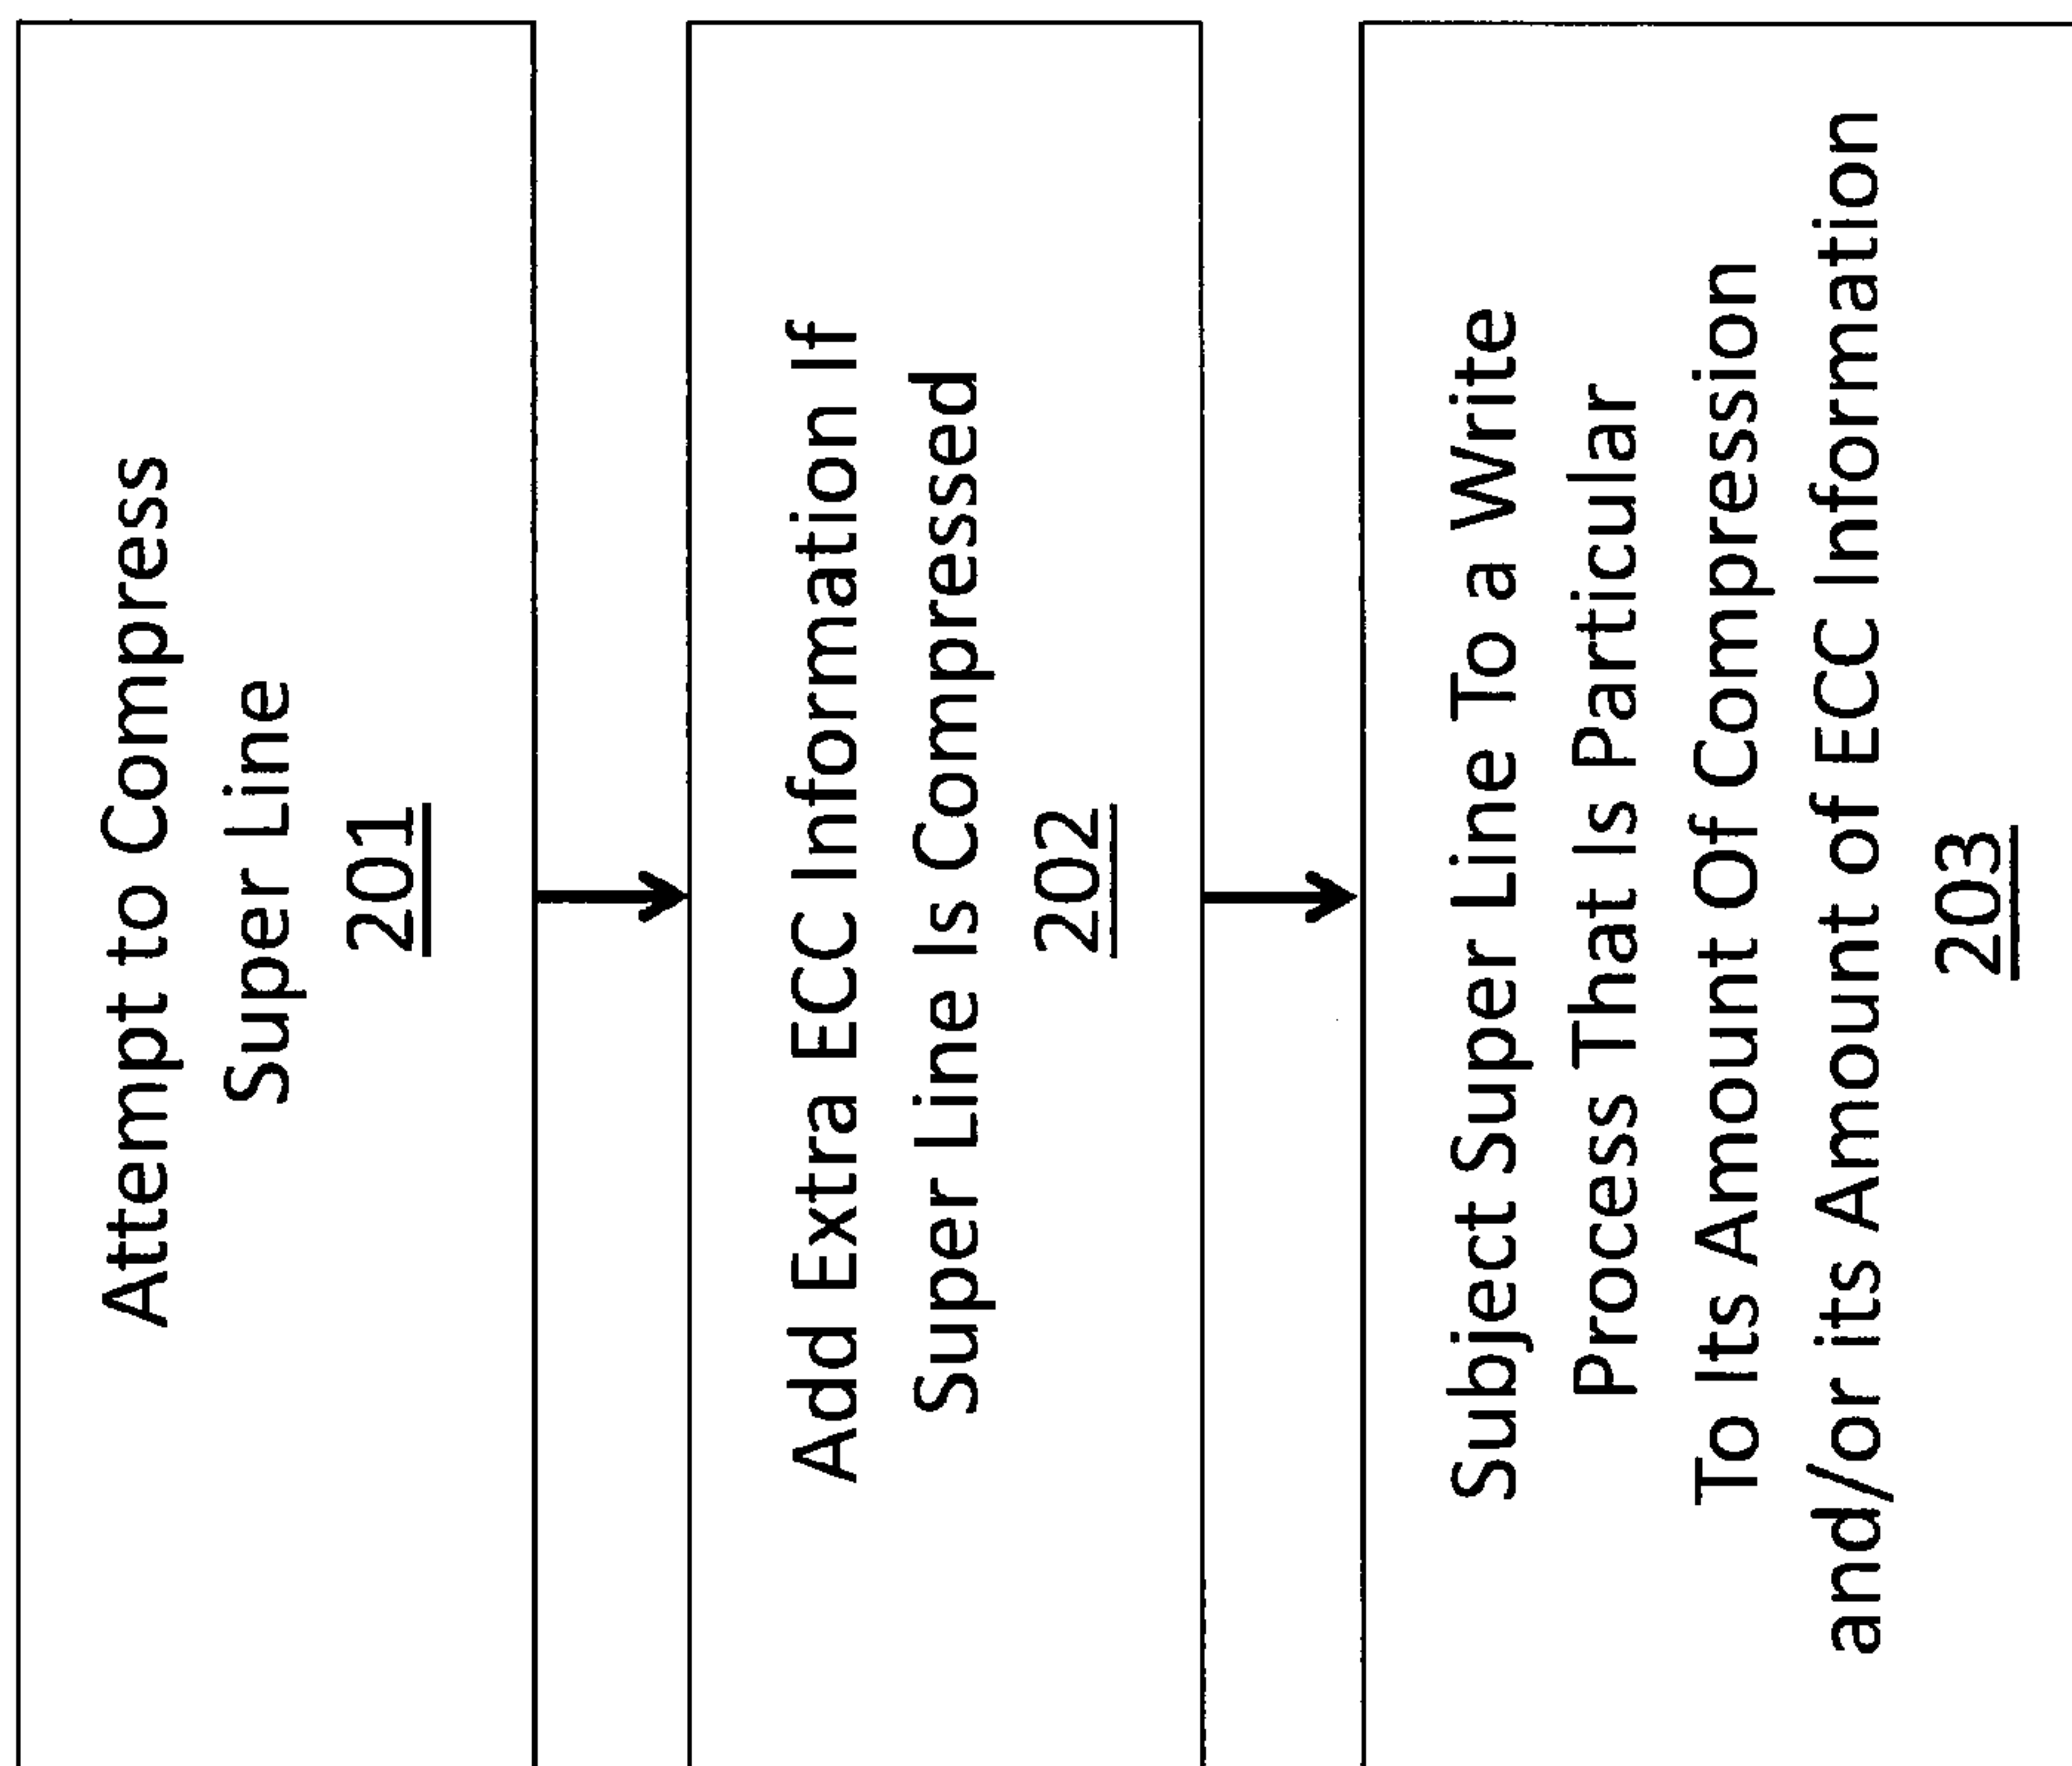 Attempt to Compress
Super Line
201
Add Extra ECC Information If
Super Line Is Compressed
202
Subject Super Line To a Write
Process That Is Particular
To Its Amount Of Compression
and/or its Amount of ECC Information
203